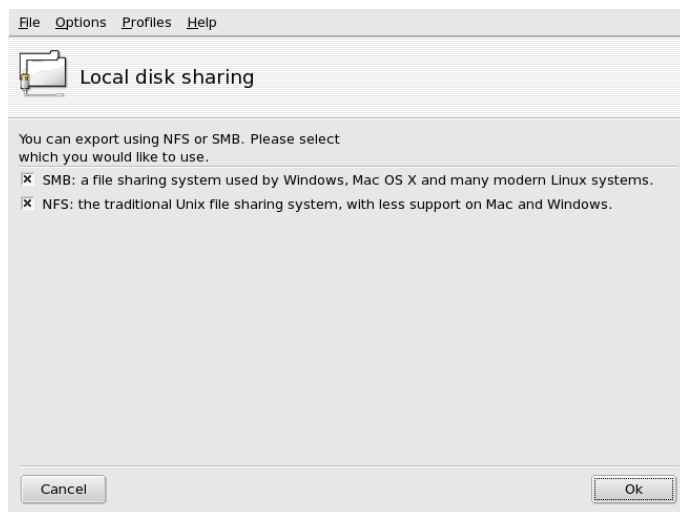 File Options Profiles Help
Local disk sharing
You can export using NFS or SMB. Please select
which you would like to use.
SMB: a file sharing system used by Windows, Mac OS X and many modern Linux systems.
NFS: the traditional Unix file sharing system, with less support on Mac and Windows.
Cancel Ok